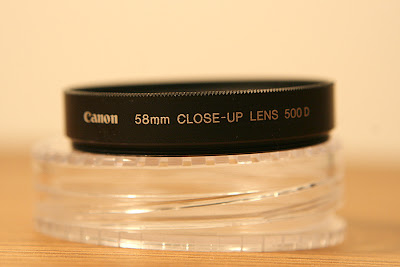 Canon 58mm CLOSE-UP LENS 500D